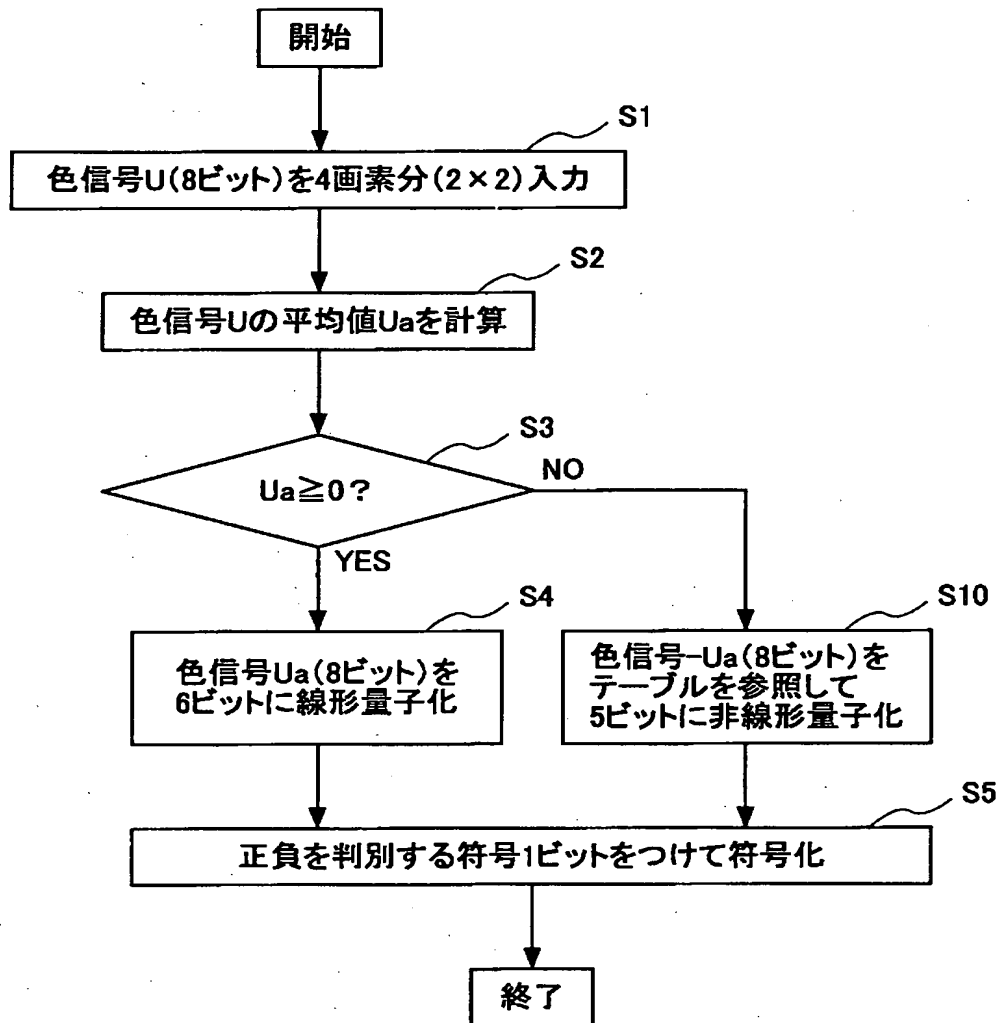 開始
S1
色信号U(8ビット)を4画素分(2×2)入力
S2
色信号Uの平均値Uaを計算
S3
Ua≧0?
NO
YES
S4
色信号Ua(8ビット)を
6ビットに線形量子化
S10
色信号-Ua(8ビット)を
テーブルを参照して
5ビットに非線形量子化
S5
正負を判別する符号1ビットをつけて符号化
終了